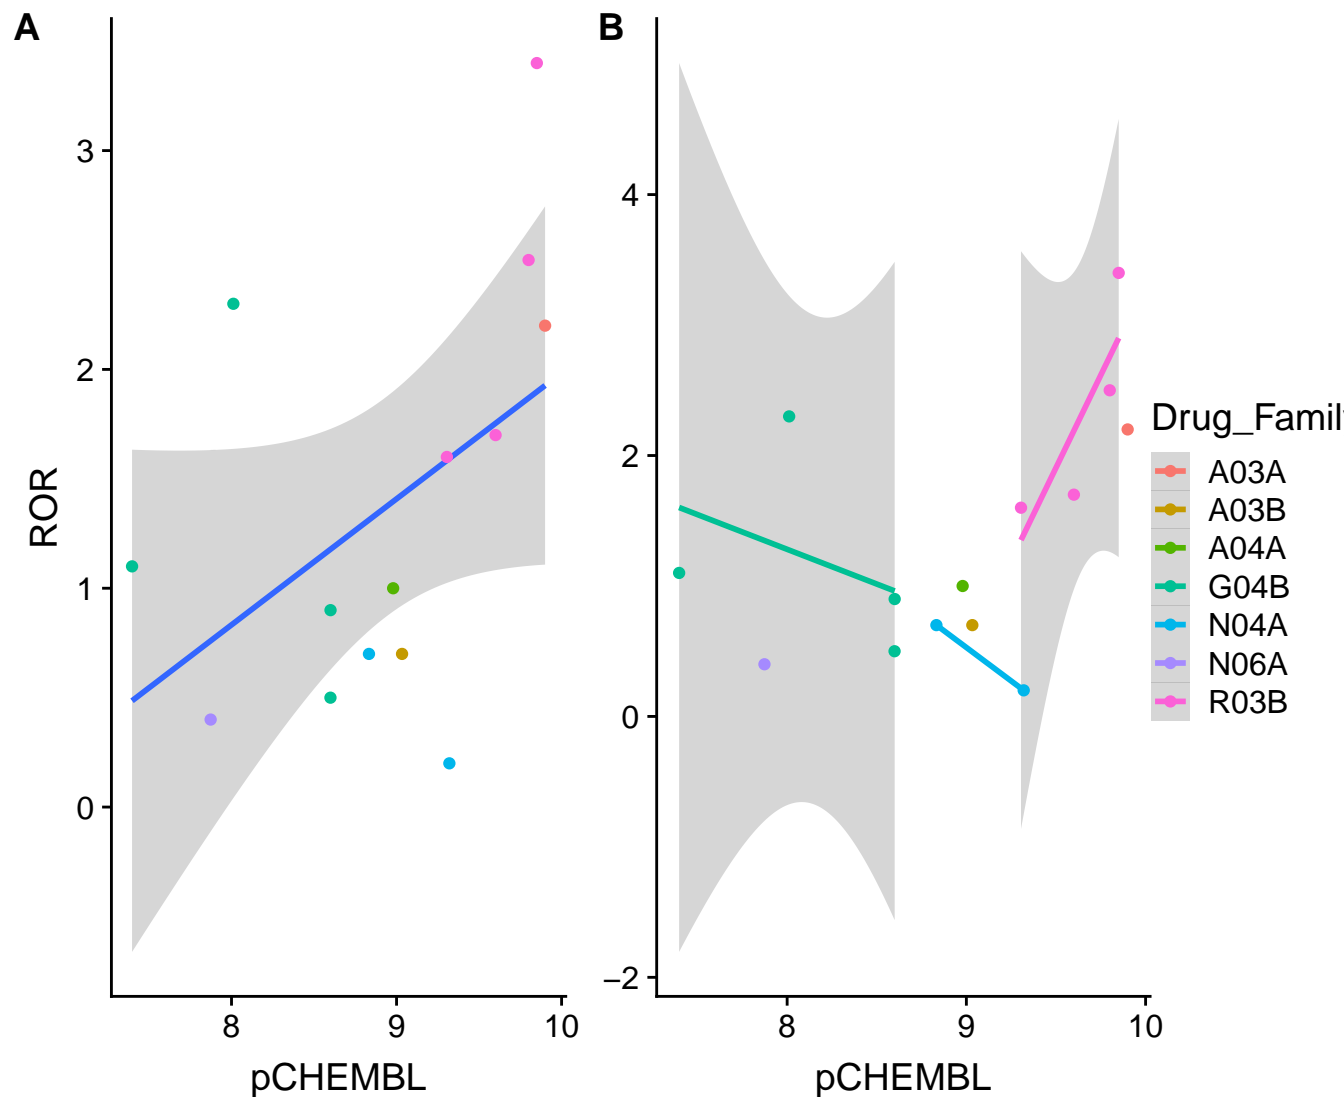 A
B
3
2
1
0
ROR
8
9
10
pCHEMBL
4
2
0
−2
8
9
10
pCHEMBL
Drug_Famil
A03A
A03B
A04A
G04B
N04A
N06A
R03B